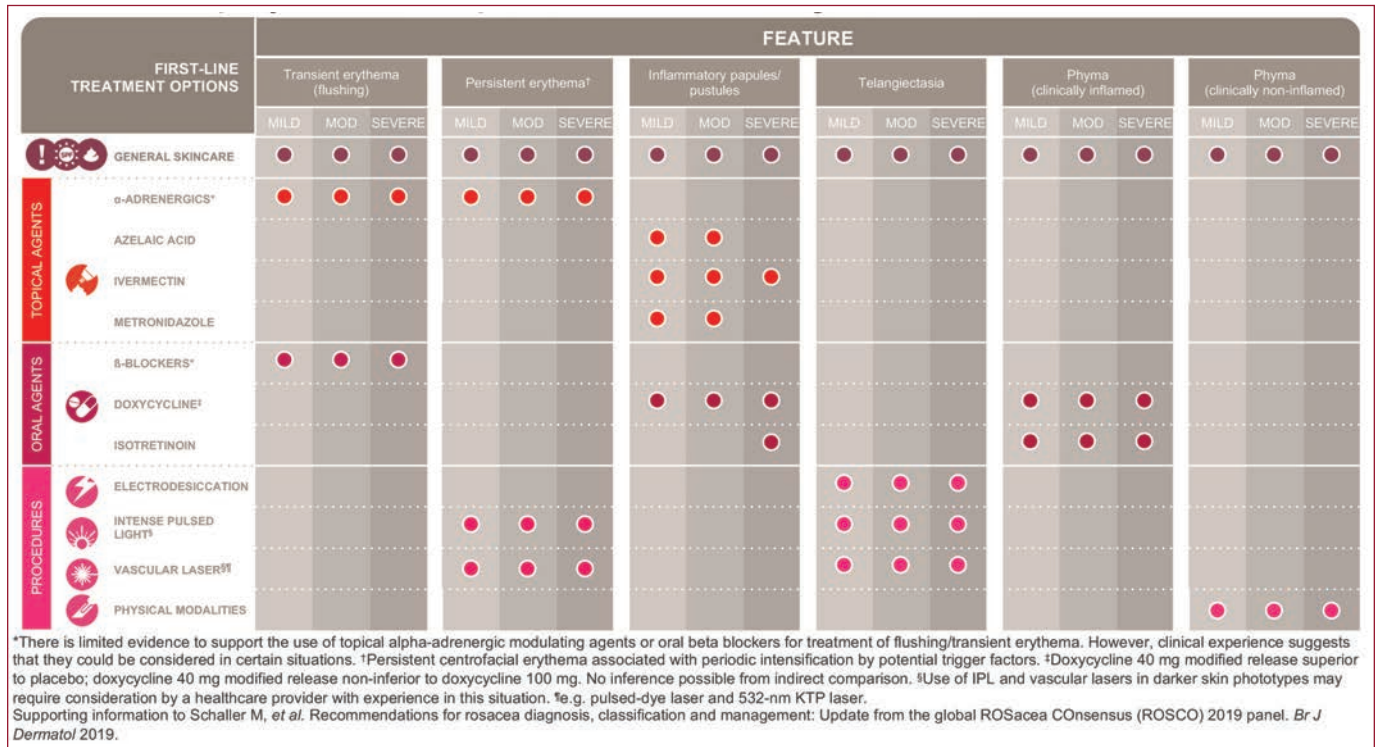 FEATURE
FIRST-LINE
TREATMENT OPTIONS
Transient erythema
(flushing)
Persistent erythema†
Inflammatory papules/
pustules
Telangiectasia
Phyma
(clinically inflamed)
Phyma
(clinically non-inflamed)
MILD MOD SEVERE MILD MOD SEVERE MILD MOD SEVERE MILD MOD SEVERE MILD MOD SEVERE MILD MOD SEVERE
! SPF GENERAL SKINCARE
TOPICAL AGENTS
α-ADRENERGICS*
AZELAIC ACID
IVERMECTIN
METRONIDAZOLE
ORAL AGENTS
ß-BLOCKERS*
DOXYCYCLINE‡
ISOTRETINOIN
PROCEDURES
ELECTRODESICCATION
INTENSE PULSED
LIGHT§
VASCULAR LASER§¶
PHYSICAL MODALITIES
*There is limited evidence to support the use of topical alpha-adrenergic modulating agents or oral beta blockers for treatment of flushing/transient erythema. However, clinical experience suggests
that they could be considered in certain situations. †Persistent centrofacial erythema associated with periodic intensification by potential trigger factors. ‡Doxycycline 40 mg modified release superior
to placebo; doxycycline 40 mg modified release non-inferior to doxycycline 100 mg. No inference possible from indirect comparison. §Use of IPL and vascular lasers in darker skin phototypes may
require consideration by a healthcare provider with experience in this situation. ¶e.g. pulsed-dye laser and 532-nm KTP laser.
Supporting information to Schaller M, et al. Recommendations for rosacea diagnosis, classification and management: Update from the global ROSacea COnsensus (ROSCO) 2019 panel. Br J
Dermatol 2019.